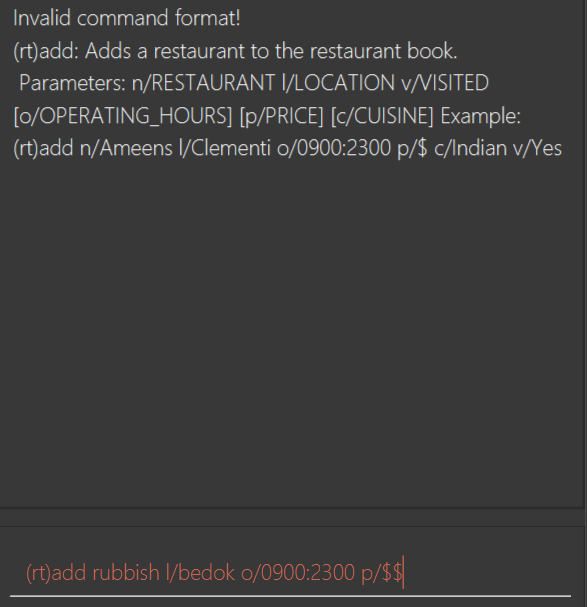 Invalid command format!
(rt)add: Adds a restaurant to the restaurant book.
Parameters: n/RESTAURANT l/LOCATION v/VISITED
[o/OPERATING_HOURS] [p/PRICE] [c/CUISINE] Example:
(rt)add n/Ameens l/Clementi o/0900:2300 p/$ c/Indian v/Yes
(rt)add rubbish l/bedok o/0900:2300 p/$$